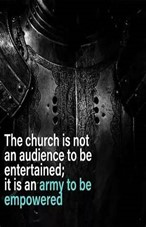 The church is not
an audience to be
entertained;
it is an army to be
empowered